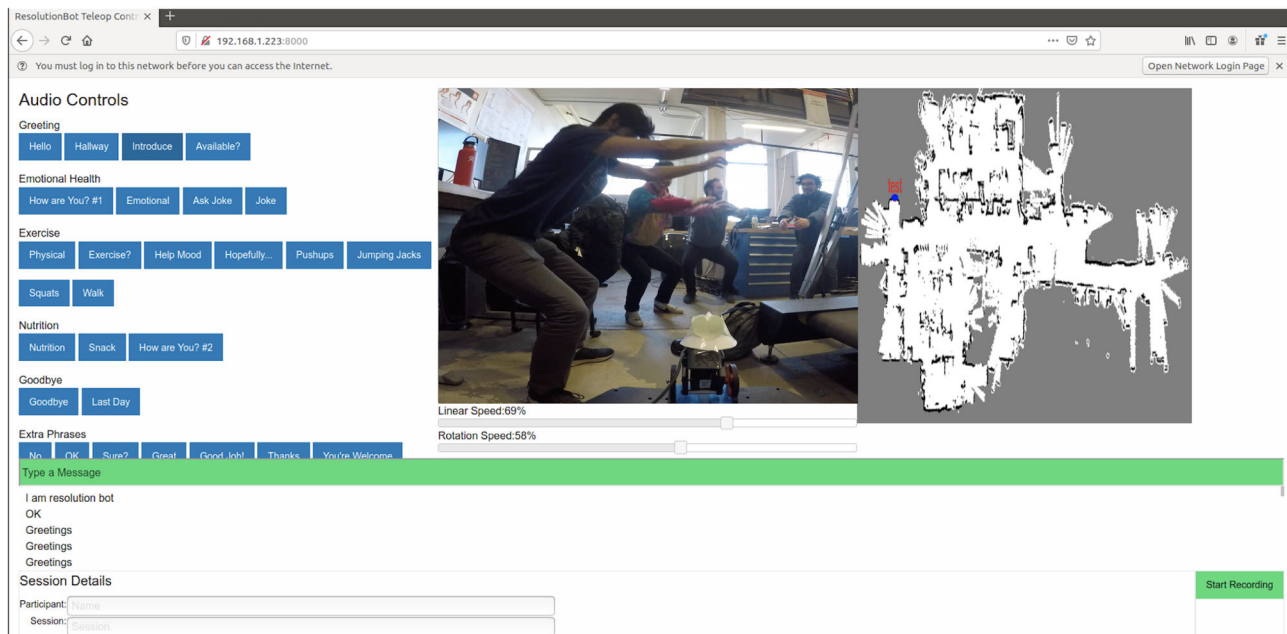 ResolutionBot Teleop Contr
192.168.1.223:8000
You must log in to this network before you can access the Internet.
Open Network Login Page
Audio Controls
Greeting
Hello Hallway Introduce Available?
Emotional Health
How are You? #1 Emotional Ask Joke Joke
Exercise
Physical Exercise? Help Mood Hopefully... Pushups Jumping Jacks
Squats Walk
Nutrition
Nutrition Snack How are You? #2
Goodbye
Goodbye Last Day
Extra Phrases
No OK Sure? Great Good Job! Thanks You're Welcome
test
Linear Speed:69%
Rotation Speed:58%
Type a Message
I am resolution bot
OK
Greetings
Greetings
Greetings
Session Details
Participant: Name
Session: Session
Start Recording